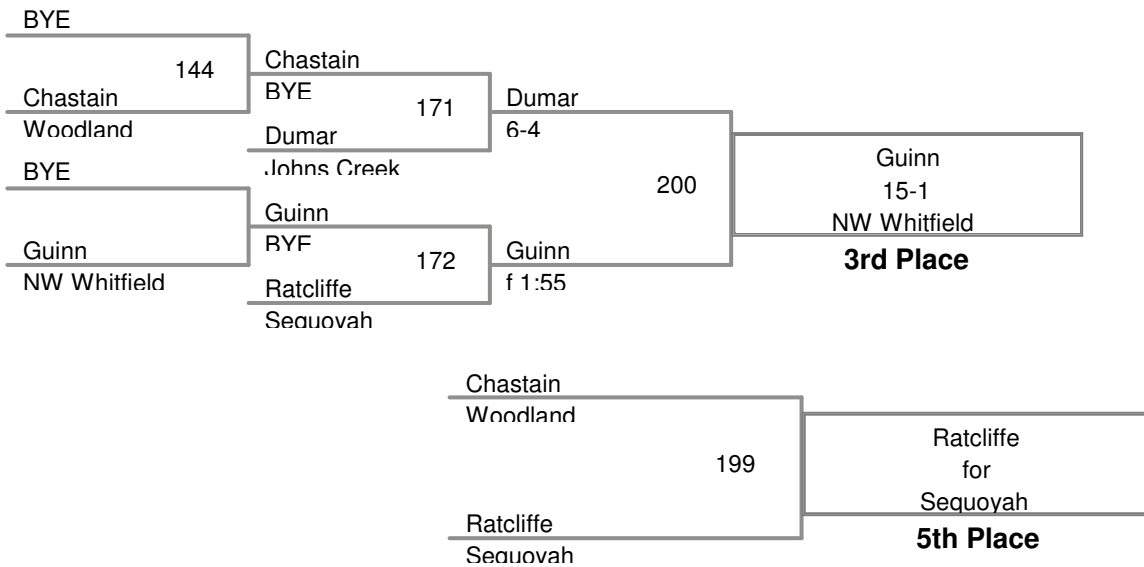 BYE
144
Chastain
Woodland
BYE
Guinn
NW Whitfield
Chastain
BYE
171
Dumar
Johns Creek
Guinn
BYE
172
Ratcliffe
Sequoyah
Dumar
6-4
200
Guinn
f 1:55
Guinn
15-1
NW Whitfield
3rd Place
Chastain
Woodland
199
Ratcliffe
Sequoyah
Ratcliffe
for
Sequoyah
5th Place